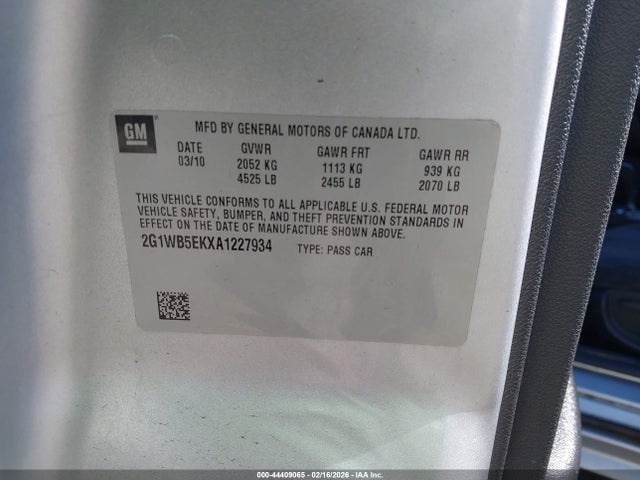 GM
MFD BY GENERAL MOTORS OF CANADA LTD.
DATE GVWR GAWR FRT GAWR RR
03/10 2052 KG 1113 KG 939 KG
4525 LB 2455 LB 2070 LB
THIS VEHICLE CONFORMS TO ALL APPLICABLE U.S. FEDERAL MOTOR
VEHICLE SAFETY, BUMPER, AND THEFT PREVENTION STANDARDS IN
EFFECT ON THE DATE OF MANUFACTURE SHOWN ABOVE.
2G1WB5EKXA1227934 TYPE: PASS CAR
000-44409065 - 02/16/2026 - IAAI.COM